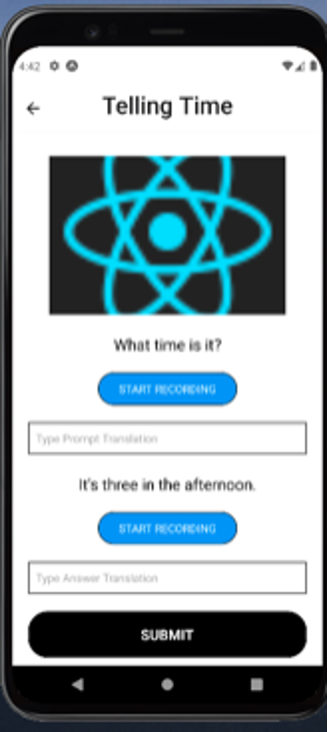 4:42
Telling Time
What time is it?
START RECORDING
Type Prompt Translation
It's three in the afternoon.
START RECORDING
Type Answer Translation
SUBMIT